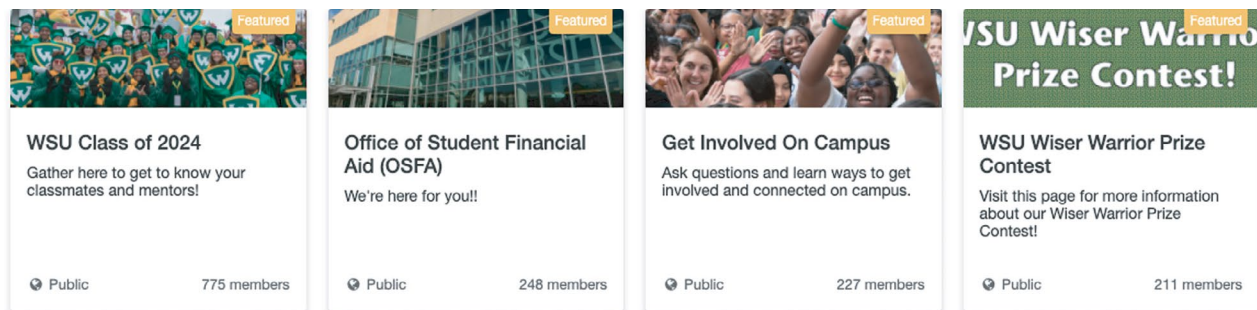 Featured
WSU Class of 2024
Gather here to get to know your
classmates and mentors!
Public
775 members
Featured
Office of Student Financial
Aid (OSFA)
We're here for you!!
Public
248 members
Featured
Get Involved On Campus
Ask questions and learn ways to get
involved and connected on campus.
Public
227 members
Featured
WSU Wiser Warrio
Prize Contest!
WSU Wiser Warrior Prize
Contest
Visit this page for more information
about our Wiser Warrior Prize
Contest!
Public
211 members